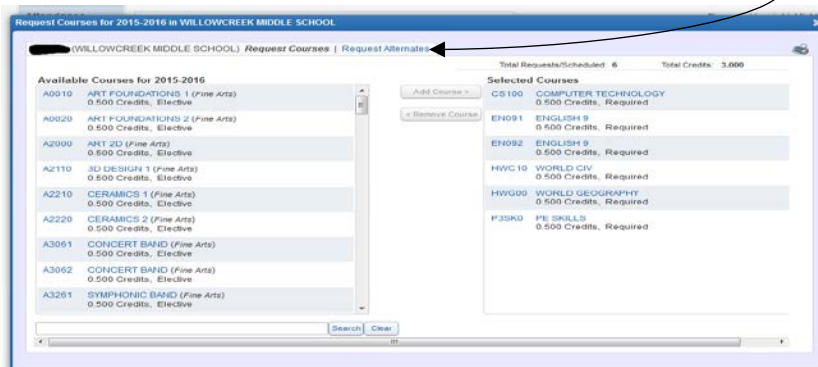 Request Courses for 2015-2016 in WILLOWCREEK MIDDLE SCHOOL
(WILLOWCREEK MIDDLE SCHOOL) Request Courses | Request Alternates
Total Requests/Scheduled: 6 Total Credits: 3.000
Available Courses for 2015-2016
A0010 ART FOUNDATIONS 1 (Fine Arts)
0.500 Credits, Elective
A0020 ART FOUNDATIONS 2 (Fine Arts)
0.500 Credits, Elective
A2000 ART 2D (Fine Arts)
0.500 Credits, Elective
A2110 3D DESIGN 1 (Fine Arts)
0.500 Credits, Elective
A2210 CERAMICS 1 (Fine Arts)
0.500 Credits, Elective
A2220 CERAMICS 2 (Fine Arts)
0.500 Credits, Elective
A3061 CONCERT BAND (Fine Arts)
0.500 Credits, Elective
A3062 CONCERT BAND (Fine Arts)
0.500 Credits, Elective
A3261 SYMPHONIC BAND (Fine Arts)
0.500 Credits, Elective
Search Clear
Add Course >
< Remove Course
Selected Courses
CS100 COMPUTER TECHNOLOGY
0.500 Credits, Required
EN091 ENGLISH 9
0.500 Credits, Required
EN092 ENGLISH 9
0.500 Credits, Required
HWC10 WORLD CIV
0.500 Credits, Required
HWG00 WORLD GEOGRAPHY
0.500 Credits, Required
P3SK0 PE SKILLS
0.500 Credits, Required